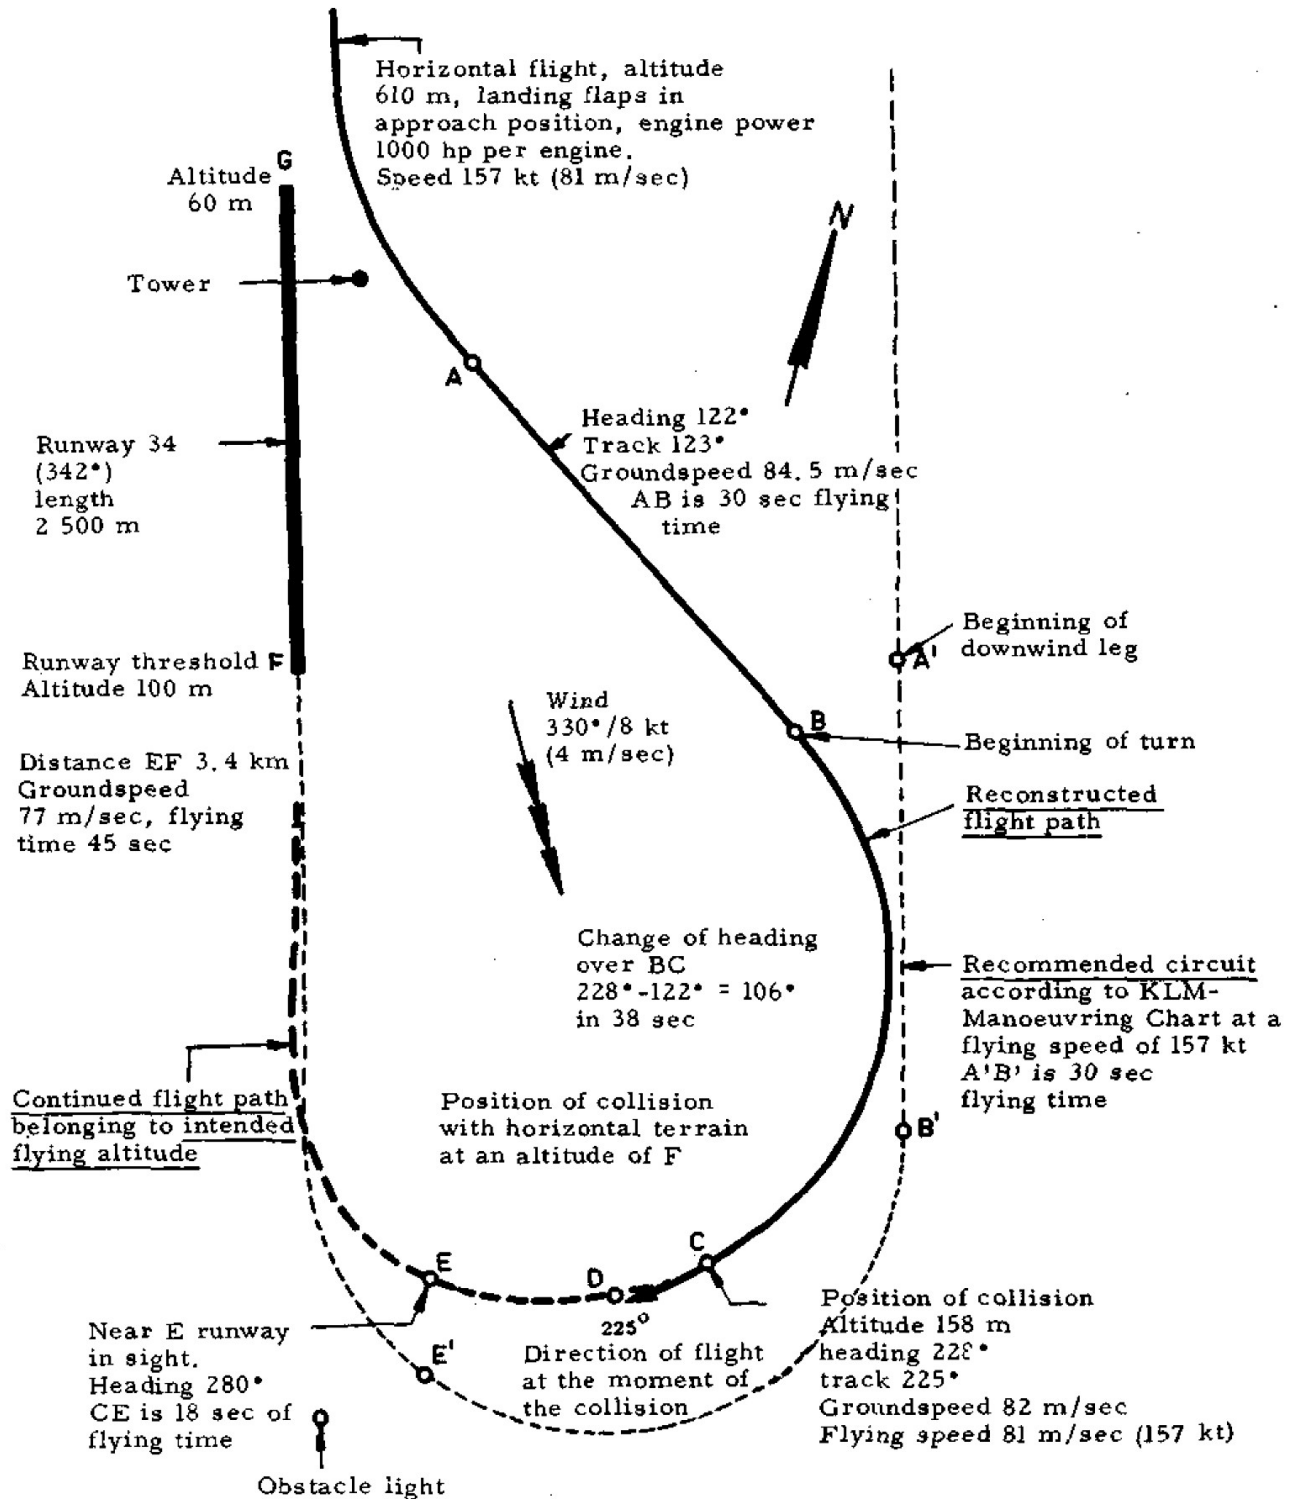 Horizontal flight, altitude
610 m, landing flaps in
approach position, engine power
1000 hp per engine.
Speed 157 kt (81 m/sec)
G
Altitude
60 m
N
Tower
A
Heading 122°
Track 123°
Groundspeed 84.5 m/sec
AB is 30 sec flying
time
Runway 34
(342°)
length
2 500 m
Beginning of
downwind leg
A'
Runway threshold F
Altitude 100 m
Wind
330°/8 kt
(4 m/sec)
B
Beginning of turn
Distance EF 3.4 km
Groundspeed
77 m/sec, flying
time 45 sec
Reconstructed
flight path
Change of heading
over BC
228°-122° = 106°
in 38 sec
Recommended circuit
according to KLM-
Manoeuvring Chart at a
flying speed of 157 kt
A'B' is 30 sec
flying time
Continued flight path
belonging to intended
flying altitude
Position of collision
with horizontal terrain
at an altitude of F
B'
C
E
D
225°
Direction of flight
at the moment of
the collision
Position of collision
Altitude 158 m
heading 228°
track 225°
Groundspeed 82 m/sec
Flying speed 81 m/sec (157 kt)
Near E runway
in sight.
Heading 280°
CE is 18 sec of
flying time
E'
Obstacle light